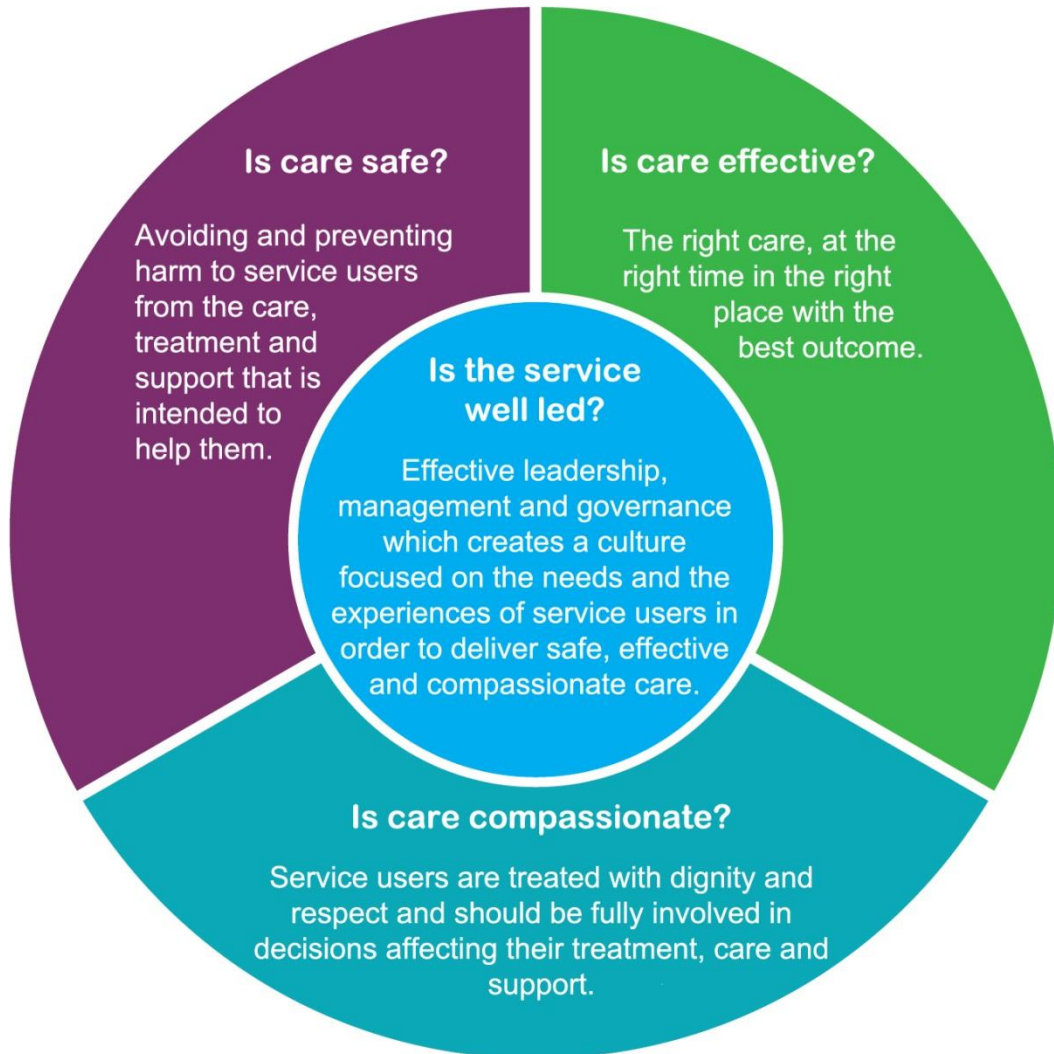 Is care safe?
Avoiding and preventing
harm to service users
from the care,
treatment and
support that is
intended to
help them.
Is care effective?
The right care, at the
right time in the right
place with the
best outcome.
Is the service
well led?
Effective leadership,
management and governance
which creates a culture
focused on the needs and the
experiences of service users in
order to deliver safe, effective
and compassionate care.
Is care compassionate?
Service users are treated with dignity and
respect and should be fully involved in
decisions affecting their treatment, care and
support.